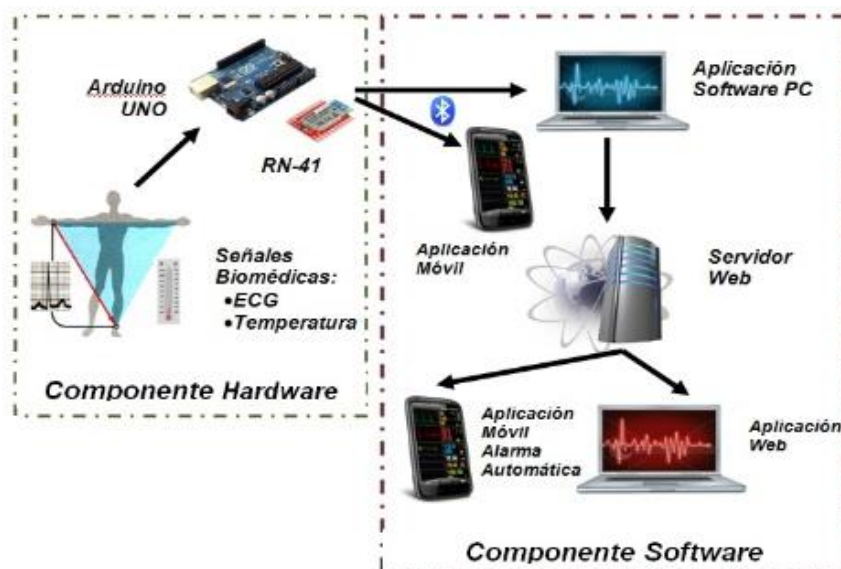 Arduino
UNO
RN-41
Señales
Biomédicas:
•ECG
•Temperatura
Componente Hardware
Aplicación
Software PC
Aplicación
Móvil
Servidor
Web
Aplicación
Móvil
Alarma
Automática
Aplicación
Web
Componente Software